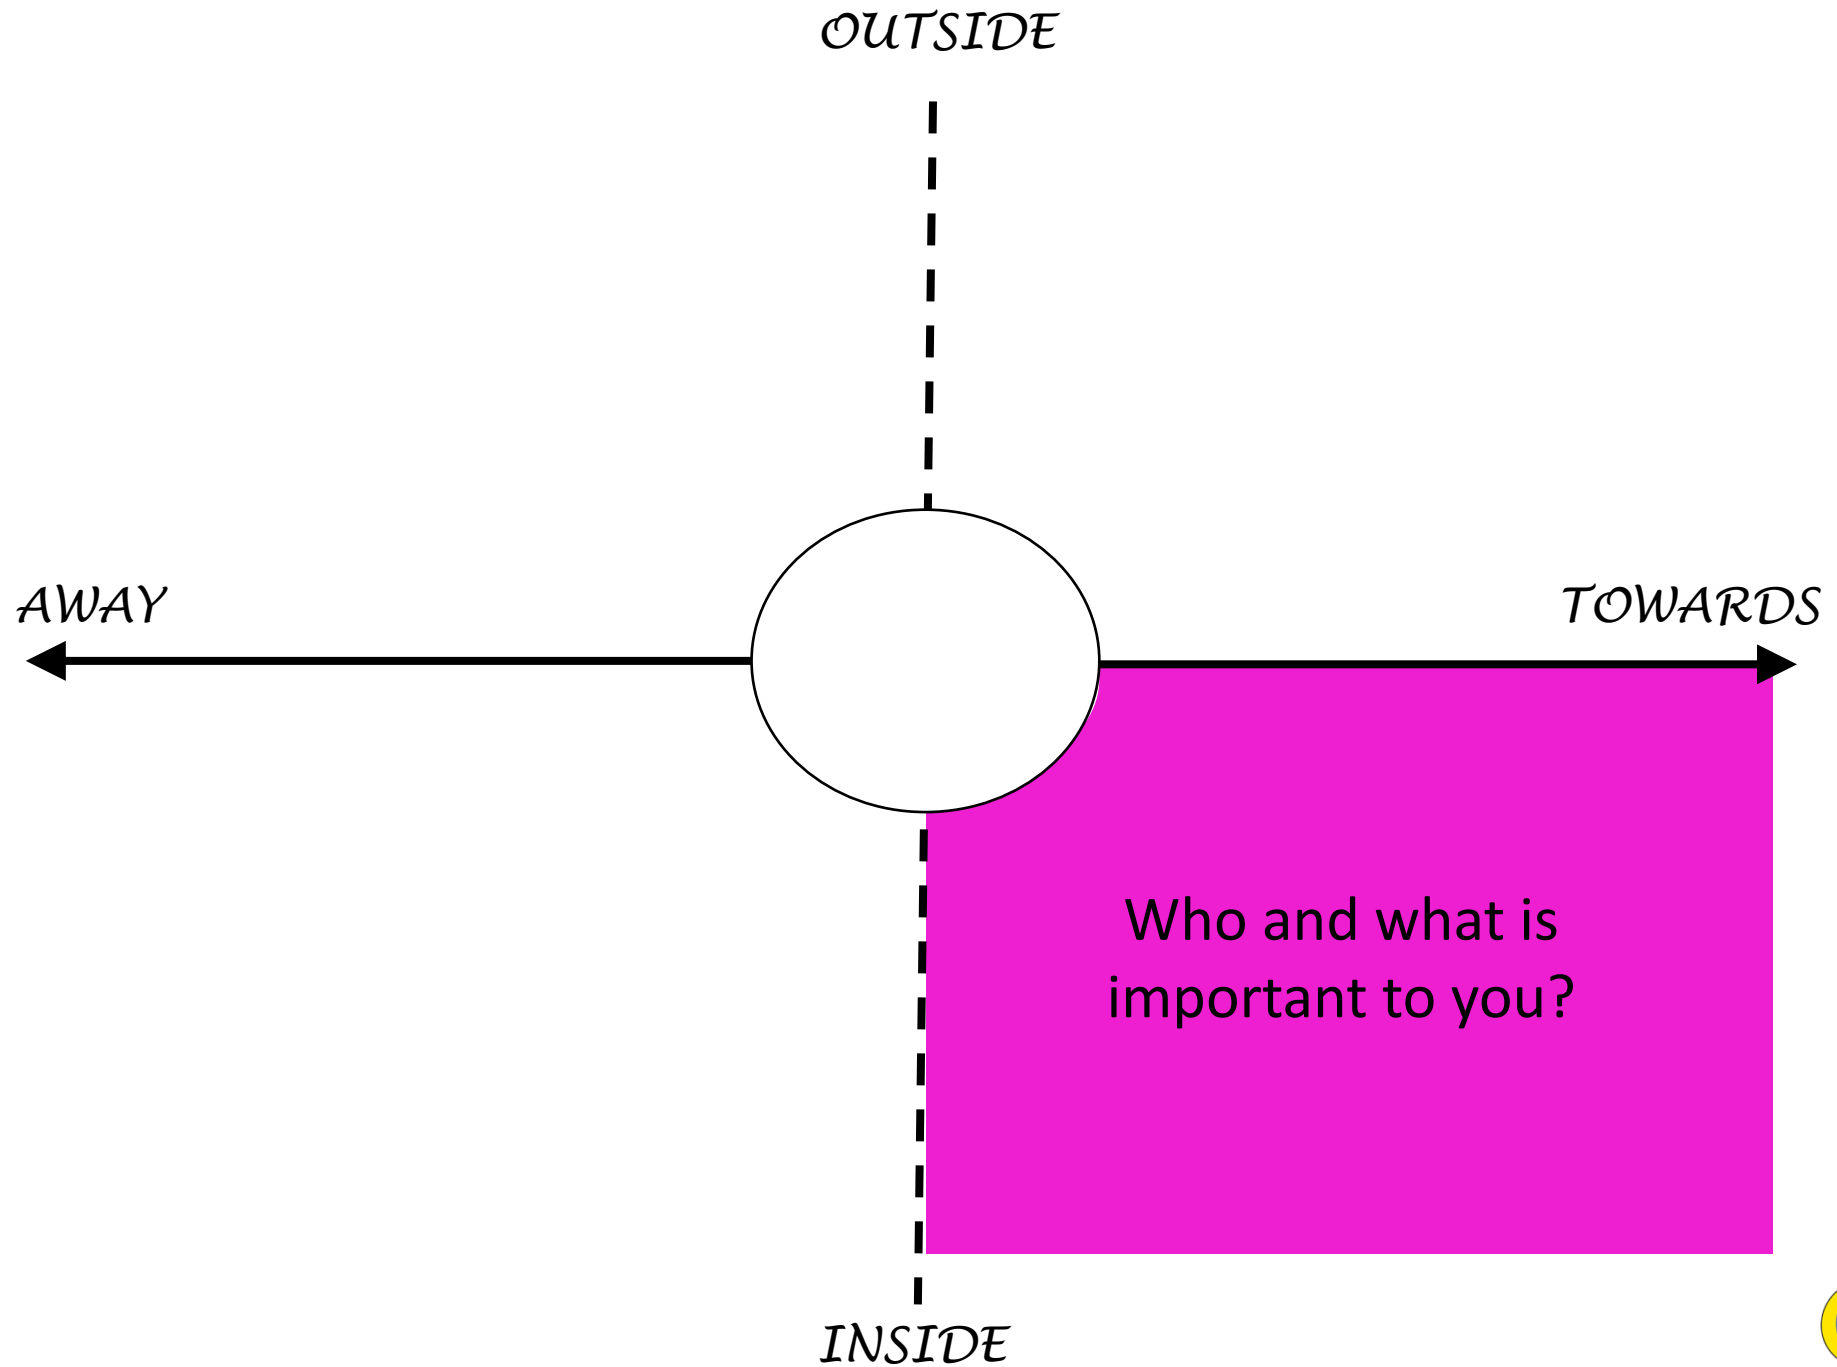 OUTSIDE
AWAY
TOWARDS
Who and what is
important to you?
INSIDE